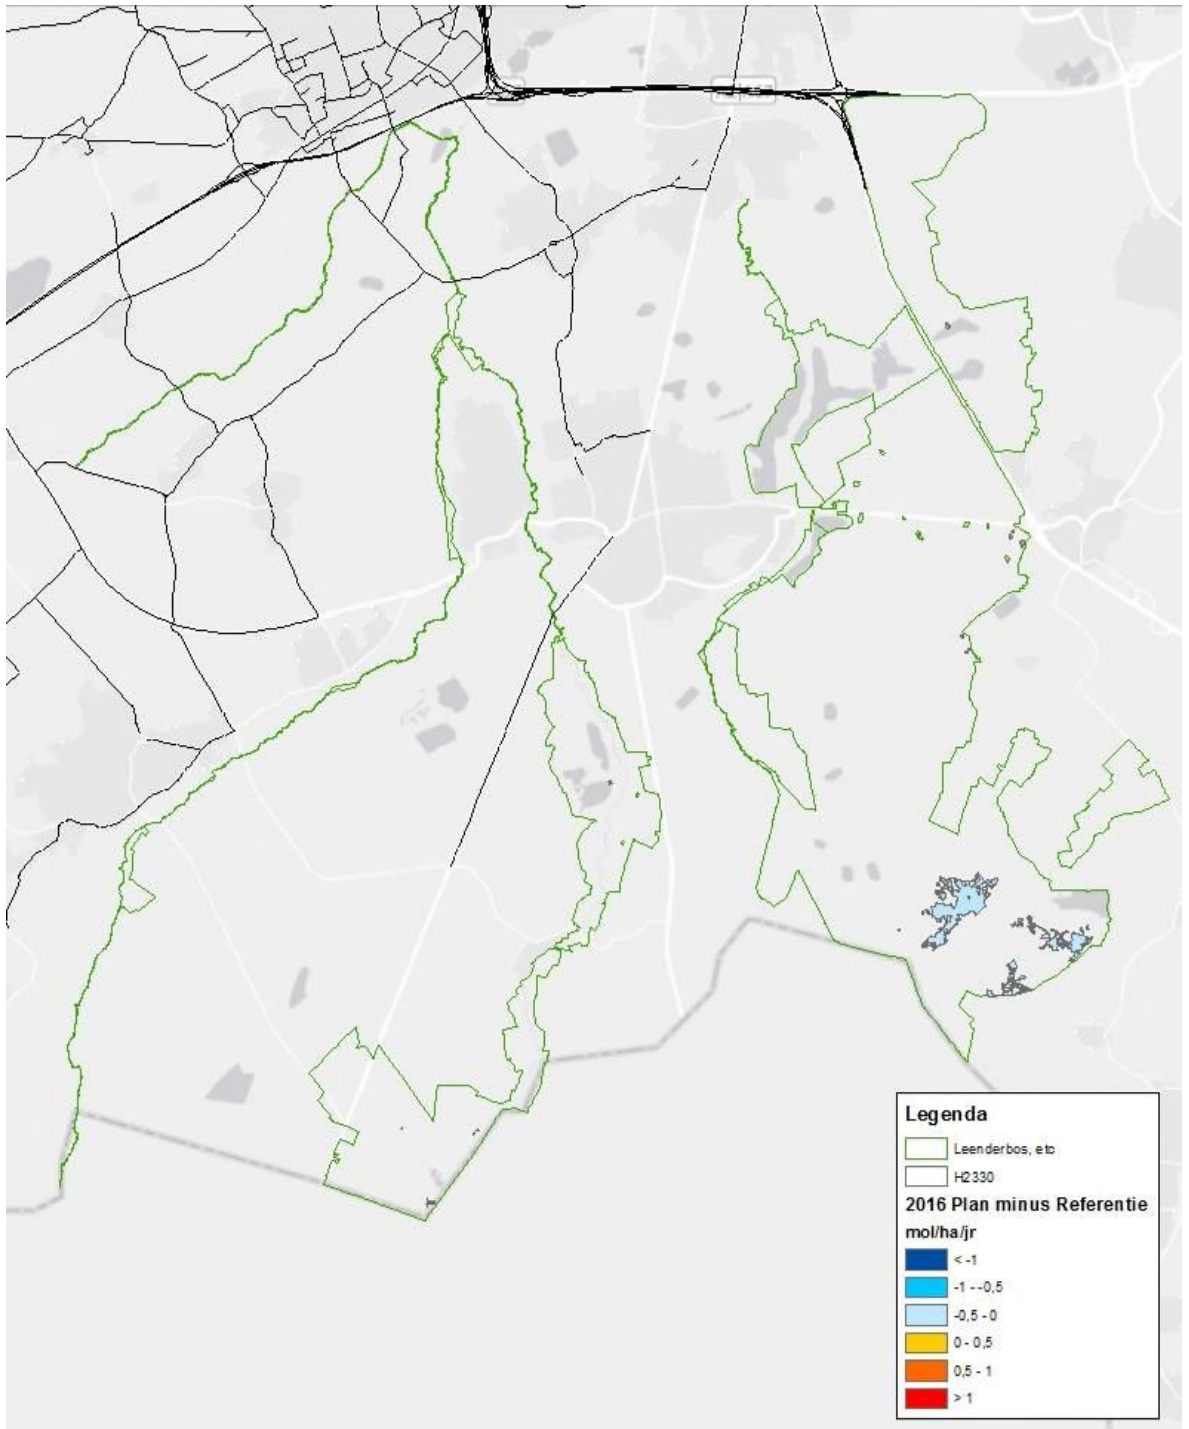 Legenda
Leenderbos, etc
H2330
2016 Plan minus Referentie
mol/ha/jr
< -1
-1 - -0,5
-0,5 - 0
0 - 0,5
0,5 - 1
> 1